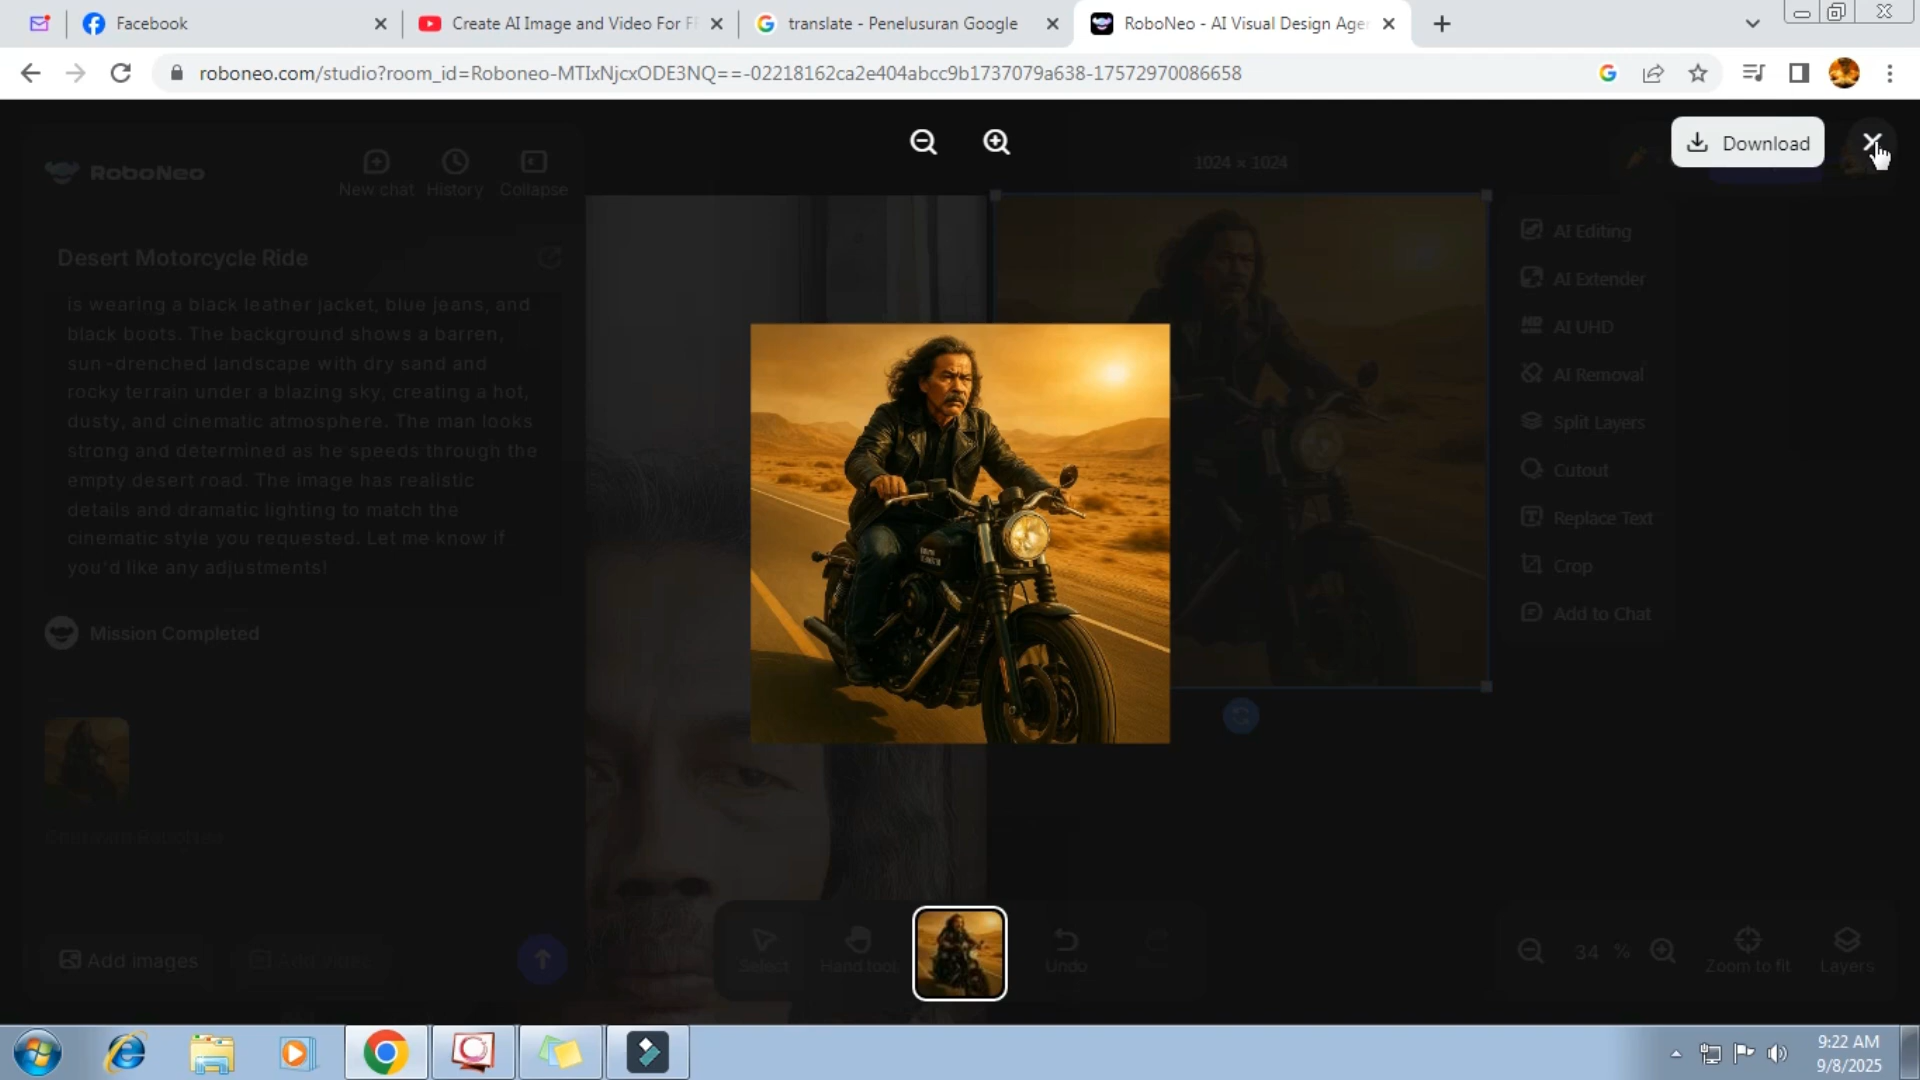 Facebook
Create AI Image and Video For FR
translate - Penelusuran Google
RoboNeo - AI Visual Design Age
roboneo.com/studio?room_id=Roboneo-MTIxNjcxODE3NQ==-02218162ca2e404abcc9b1737079a638-17572970086658
Download
1024 × 1024
RoboNeo
New chat
History
Collapse
Desert Motorcycle Ride
is wearing a black leather jacket, blue jeans, and
black boots. The background shows a barren,
sun-drenched landscape with dry sand and
rocky terrain under a blazing sky, creating a hot,
dusty, and cinematic atmosphere. The man looks
strong and determined as he speeds through the
empty desert road. The image has realistic
details and dramatic lighting to match the
cinematic style you requested. Let me know if
you'd like any adjustments!
Mission Completed
AI Editing
AI Extender
HD AI UHD
AI Removal
Split Layers
Cutout
Replace Text
Crop
Add to Chat
Add images
Select
Hand tool
Undo
34 %
Zoom to fit
Layers
9:22 AM
9/8/2025